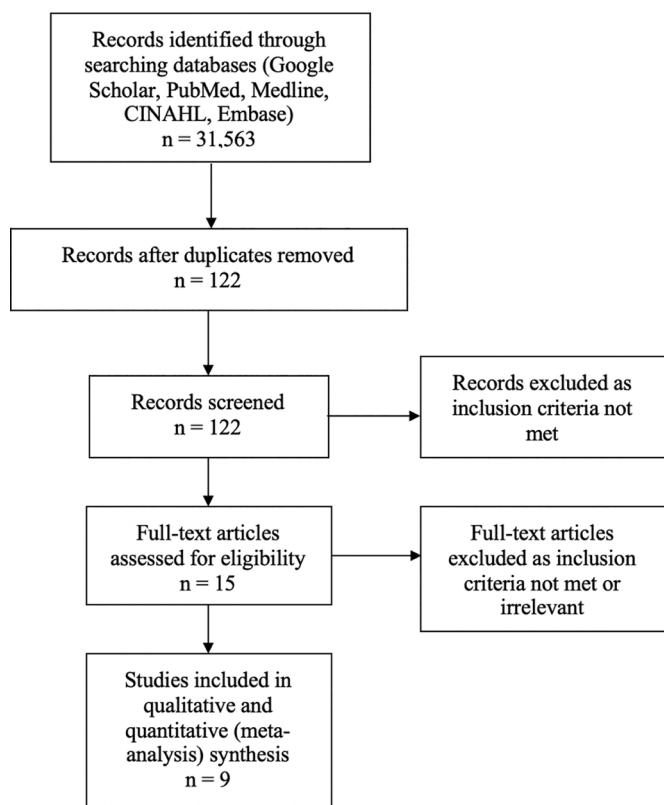 Records identified through
searching databases (Google
Scholar, PubMed, Medline,
CINAHL, Embase)
n = 31,563
Records after duplicates removed
n = 122
Records screened
n = 122
Records excluded as
inclusion criteria not
met
Full-text articles
assessed for eligibility
n = 15
Full-text articles
excluded as inclusion
criteria not met or
irrelevant
Studies included in
qualitative and
quantitative (meta-
analysis) synthesis
n = 9